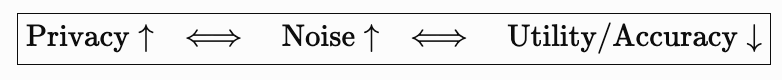 Privacy ↑ ⟺ Noise ↑ ⟺ Utility/Accuracy ↓